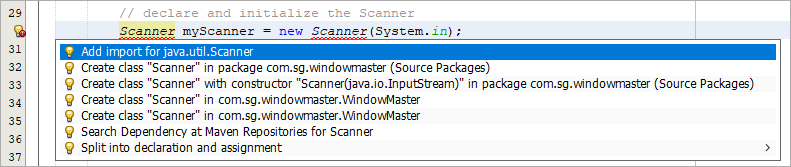 29 // declare and initialize the Scanner
Scanner myScanner = new Scanner(System.in);
31 Add import for java.util.Scanner
32 Create class "Scanner" in package com.sg.windowmaster (Source Packages)
33 Create class "Scanner" with constructor "Scanner(java.io.InputStream)" in package com.sg.windowmaster (Source Packages)
34 Create class "Scanner" in com.sg.windowmaster.WindowMaster
35 Create class "Scanner" in com.sg.windowmaster.WindowMaster
36 Search Dependency at Maven Repositories for Scanner
37 Split into declaration and assignment